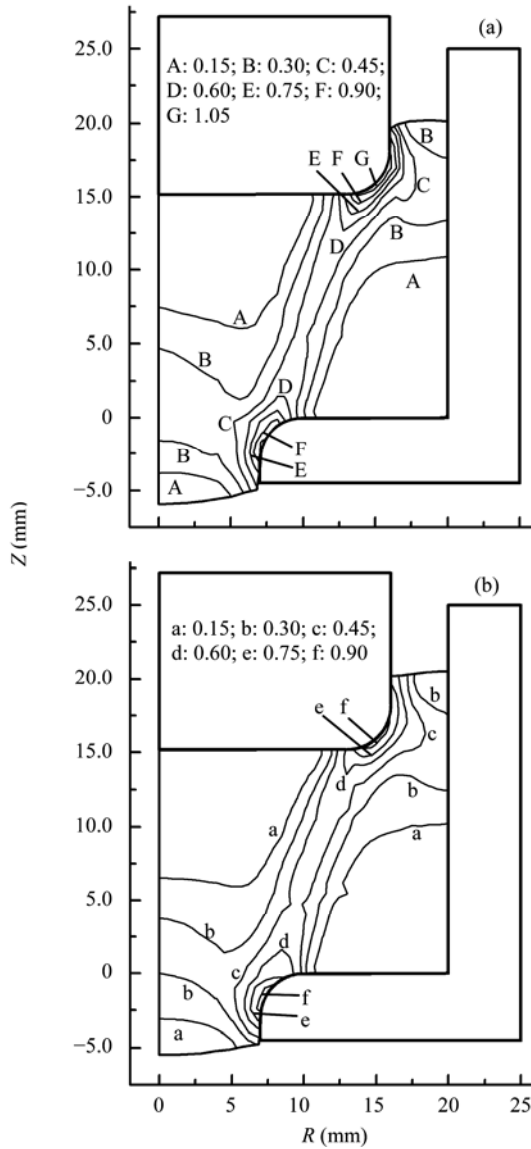 (a)
25.0
A: 0.15; B: 0.30; C: 0.45;
D: 0.60; E: 0.75; F: 0.90;
G: 1.05
20.0
B
E F G
C
15.0
D
B
10.0
A
A
5.0
B
D
0
C
F
B
E
A
−5.0
Z (mm)
(b)
25.0
a: 0.15; b: 0.30; c: 0.45;
d: 0.60; e: 0.75; f: 0.90
20.0
b
e f
c
15.0
d
b
10.0
a
a
5.0
b
d
0
c
b
f
e
a
−5.0
0 5 10 15 20 25
R (mm)